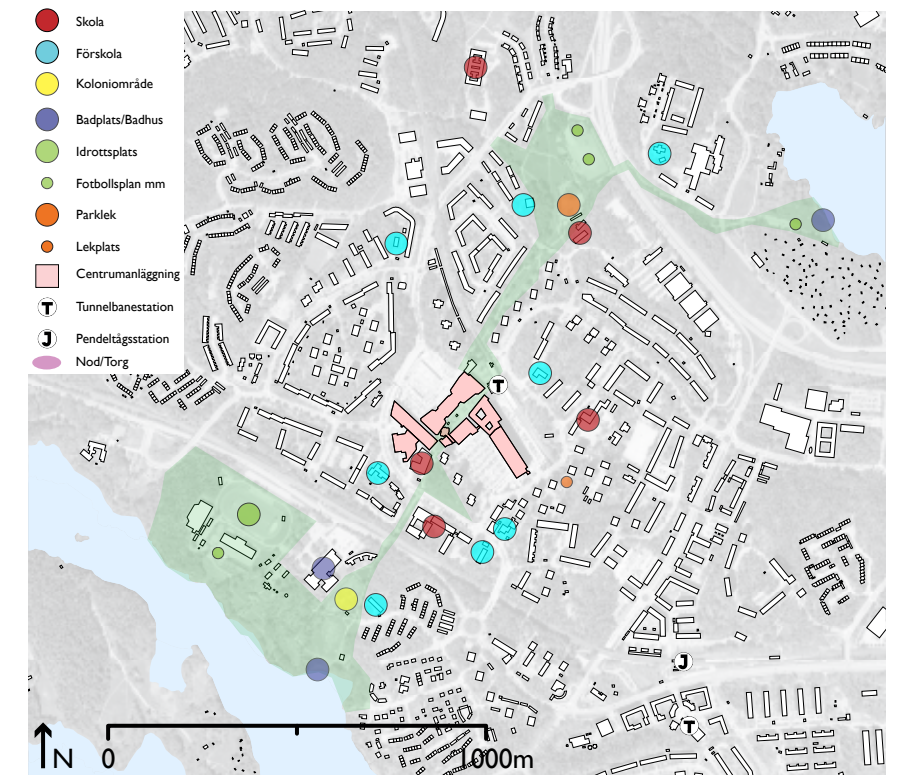 Skola
Förskola
Koloniområde
Badplats/Badhus
Idrottsplats
Fotbollsplan mm
Parklek
Lekplats
Centrumanläggning
T Tunnelbanestation
J Pendeltågsstation
Nod/Torg
T
J
T
N 0 1000m